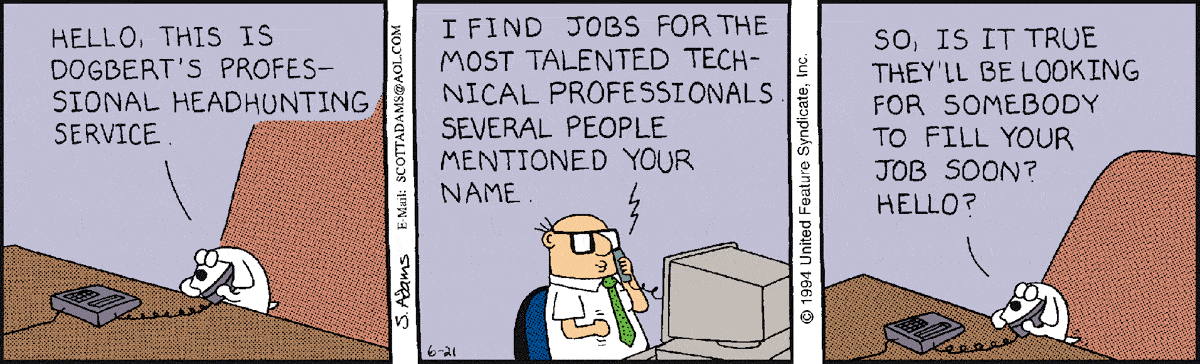 HELLO, THIS IS
DOGBERT'S PROFES-
SIONAL HEADHUNTING
SERVICE.
S. Adams E-Mail: SCOTTADAMS@AOL.COM
I FIND JOBS FOR THE
MOST TALENTED TECH-
NICAL PROFESSIONALS.
SEVERAL PEOPLE
MENTIONED YOUR
NAME.
6-21
© 1994 United Feature Syndicate, Inc.
SO, IS IT TRUE
THEY'LL BE LOOKING
FOR SOMEBODY
TO FILL YOUR
JOB SOON?
HELLO?